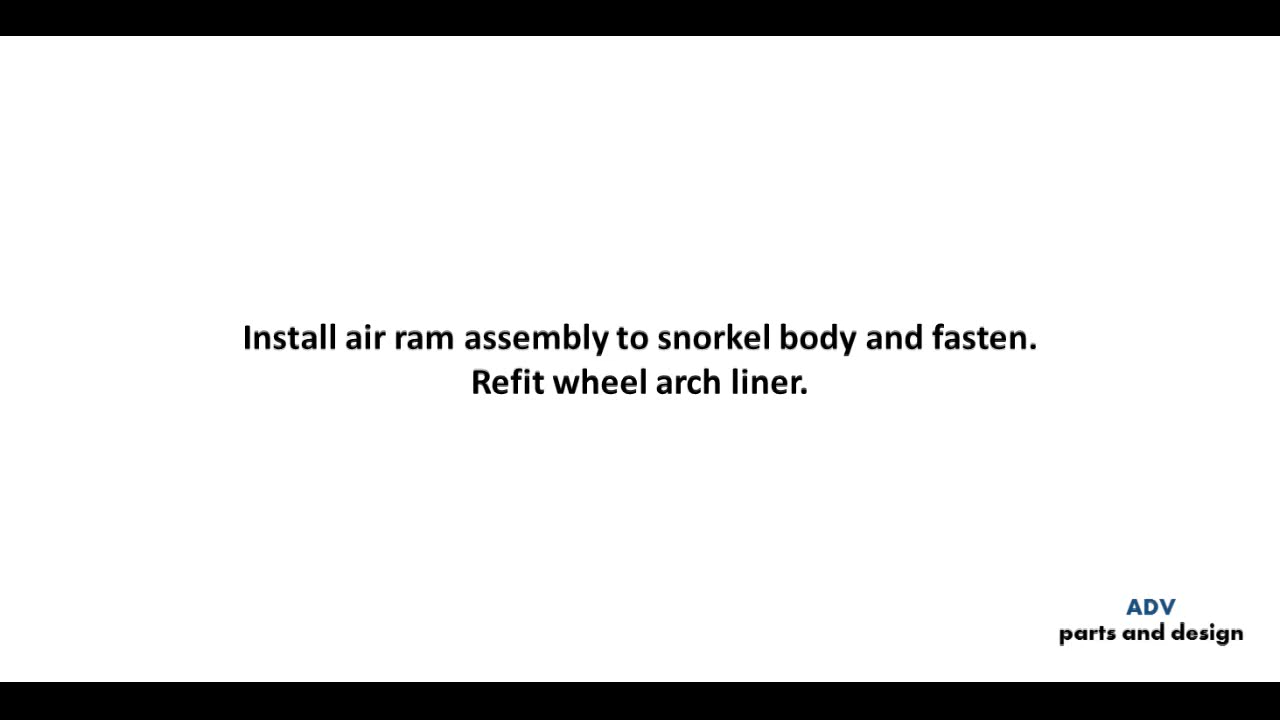 Install air ram assembly to snorkel body and fasten.
Refit wheel arch liner.
ADV
parts and design